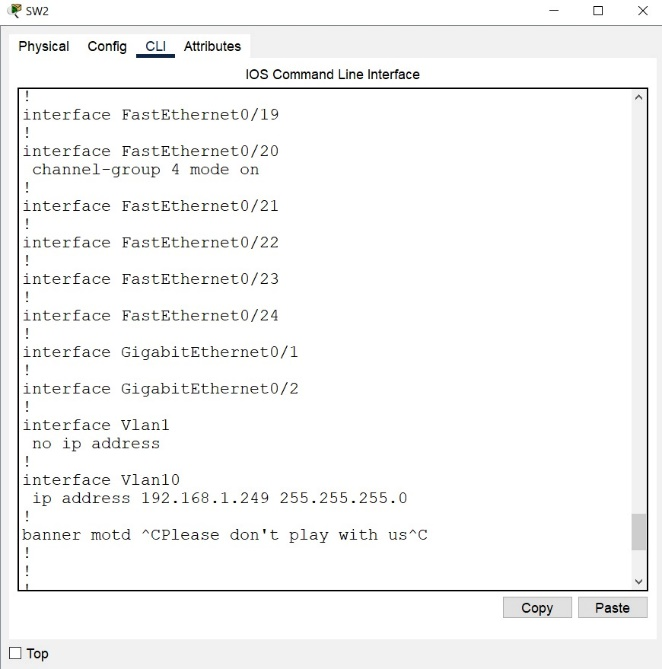 SW2
Physical Config CLI Attributes
IOS Command Line Interface
!
interface FastEthernet0/19
!
interface FastEthernet0/20
 channel-group 4 mode on
!
interface FastEthernet0/21
!
interface FastEthernet0/22
!
interface FastEthernet0/23
!
interface FastEthernet0/24
!
interface GigabitEthernet0/1
!
interface GigabitEthernet0/2
!
interface Vlan1
 no ip address
!
interface Vlan10
 ip address 192.168.1.249 255.255.255.0
!
banner motd ^CPlease don't play with us^C
!
!
!
Copy Paste
Top